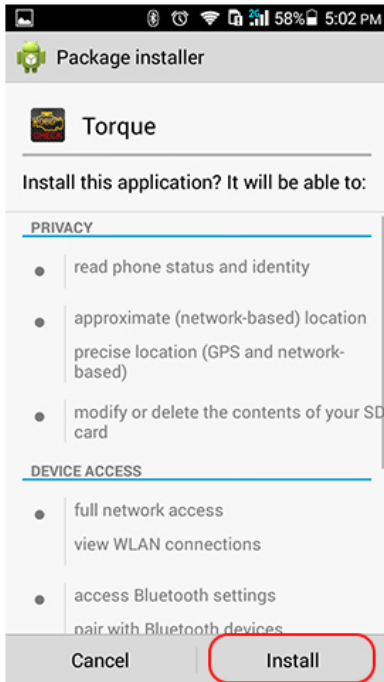 58% 5:02 PM
Package installer
CHECK
Torque
Install this application? It will be able to:
PRIVACY
read phone status and identity
approximate (network-based) location
precise location (GPS and network-
based)
modify or delete the contents of your SD
card
DEVICE ACCESS
full network access
view WLAN connections
access Bluetooth settings
pair with Bluetooth devices
Cancel Install